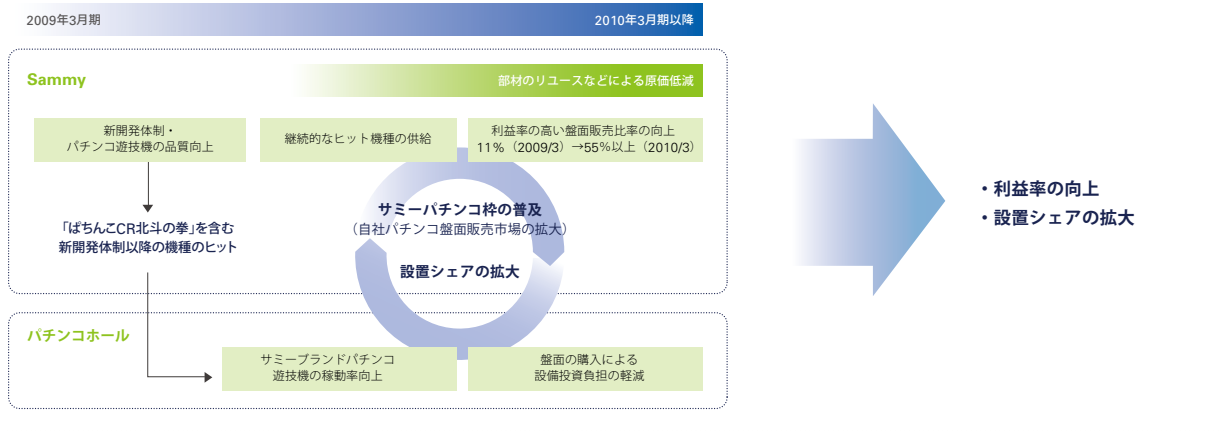 2009年3月期
2010年3月期以降
Sammy
部材のリユースなどによる原価低減
新開発体制・
パチンコ遊技機の品質向上
継続的なヒット機種の供給
利益率の高い盤面販売比率の向上
11%（2009/3）→55%以上（2010/3）
「ぱちんこCR北斗の拳」を含む
新開発体制以降の機種のヒット
サミーパチンコ枠の普及
（自社パチンコ盤面販売市場の拡大）
設置シェアの拡大
パチンコホール
サミーブランドパチンコ
遊技機の稼動率向上
盤面の購入による
設備投資負担の軽減
・利益率の向上
・設置シェアの拡大